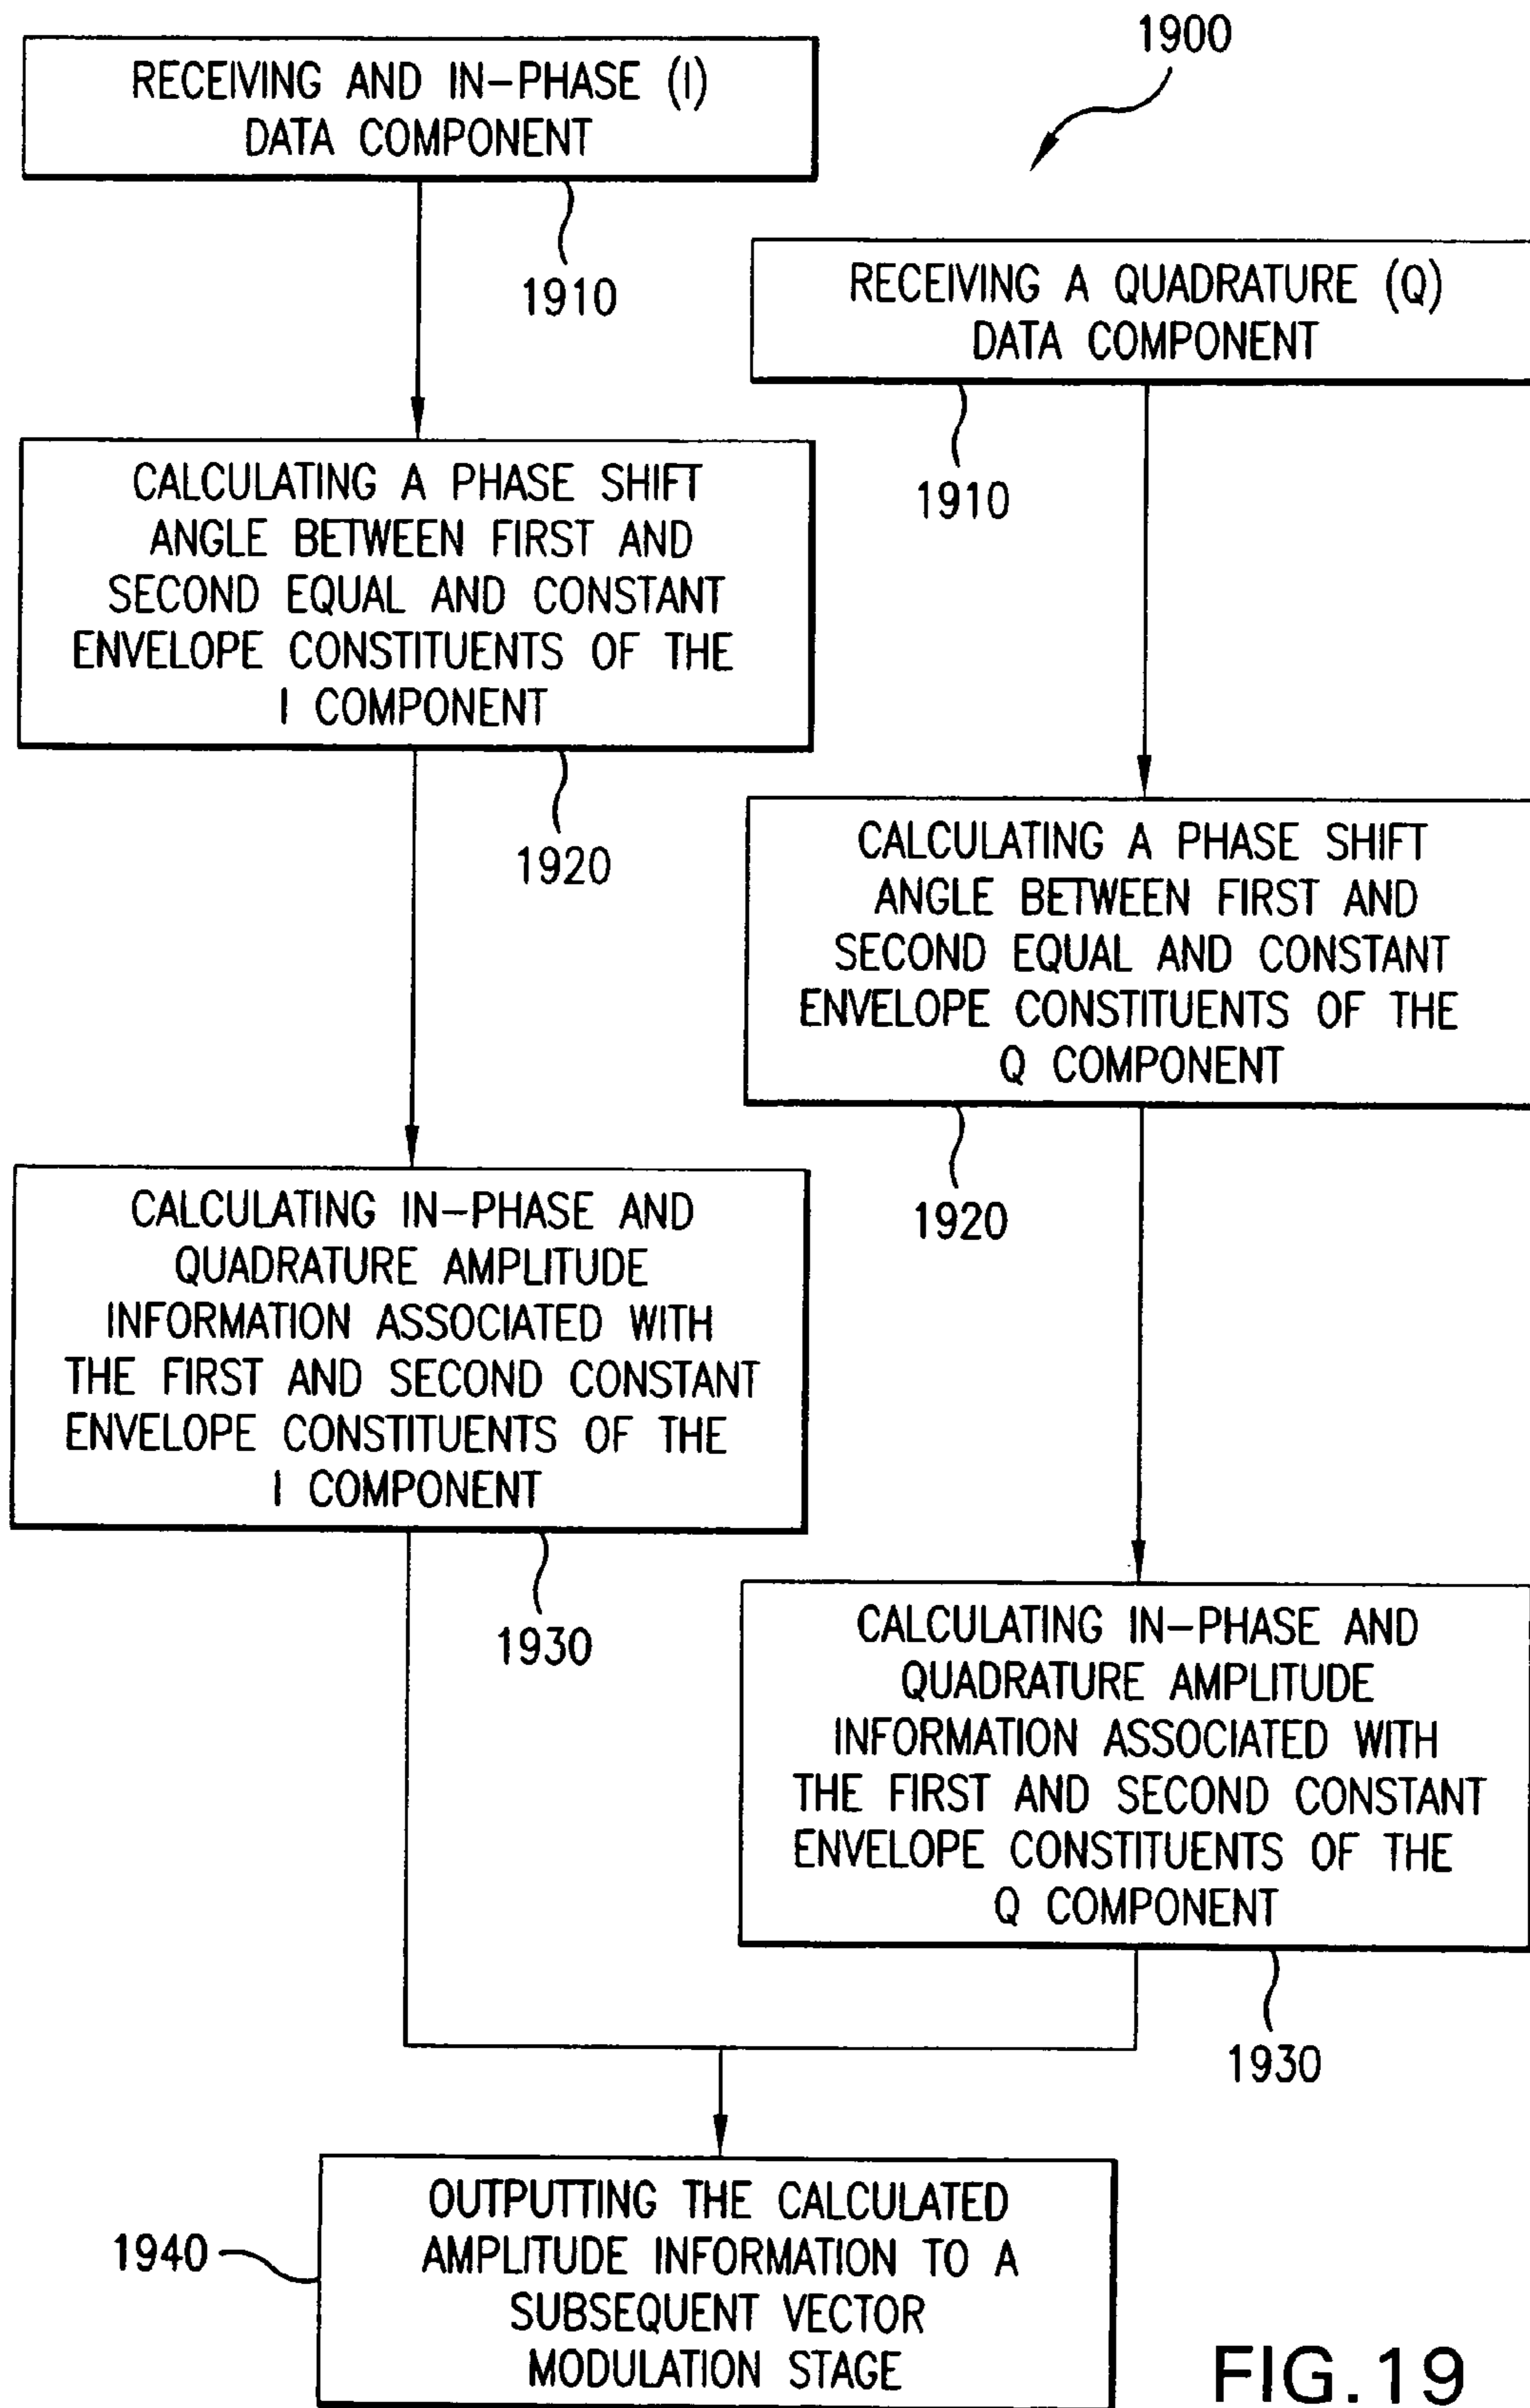 1900
RECEIVING AND IN-PHASE (I)
DATA COMPONENT
1910
RECEIVING A QUADRATURE (Q)
DATA COMPONENT
1910
CALCULATING A PHASE SHIFT
ANGLE BETWEEN FIRST AND
SECOND EQUAL AND CONSTANT
ENVELOPE CONSTITUENTS OF THE
I COMPONENT
1920
CALCULATING A PHASE SHIFT
ANGLE BETWEEN FIRST AND
SECOND EQUAL AND CONSTANT
ENVELOPE CONSTITUENTS OF THE
Q COMPONENT
1920
CALCULATING IN-PHASE AND
QUADRATURE AMPLITUDE
INFORMATION ASSOCIATED WITH
THE FIRST AND SECOND CONSTANT
ENVELOPE CONSTITUENTS OF THE
I COMPONENT
1930
CALCULATING IN-PHASE AND
QUADRATURE AMPLITUDE
INFORMATION ASSOCIATED WITH
THE FIRST AND SECOND CONSTANT
ENVELOPE CONSTITUENTS OF THE
Q COMPONENT
1930
1940
OUTPUTTING THE CALCULATED
AMPLITUDE INFORMATION TO A
SUBSEQUENT VECTOR
MODULATION STAGE
FIG.19